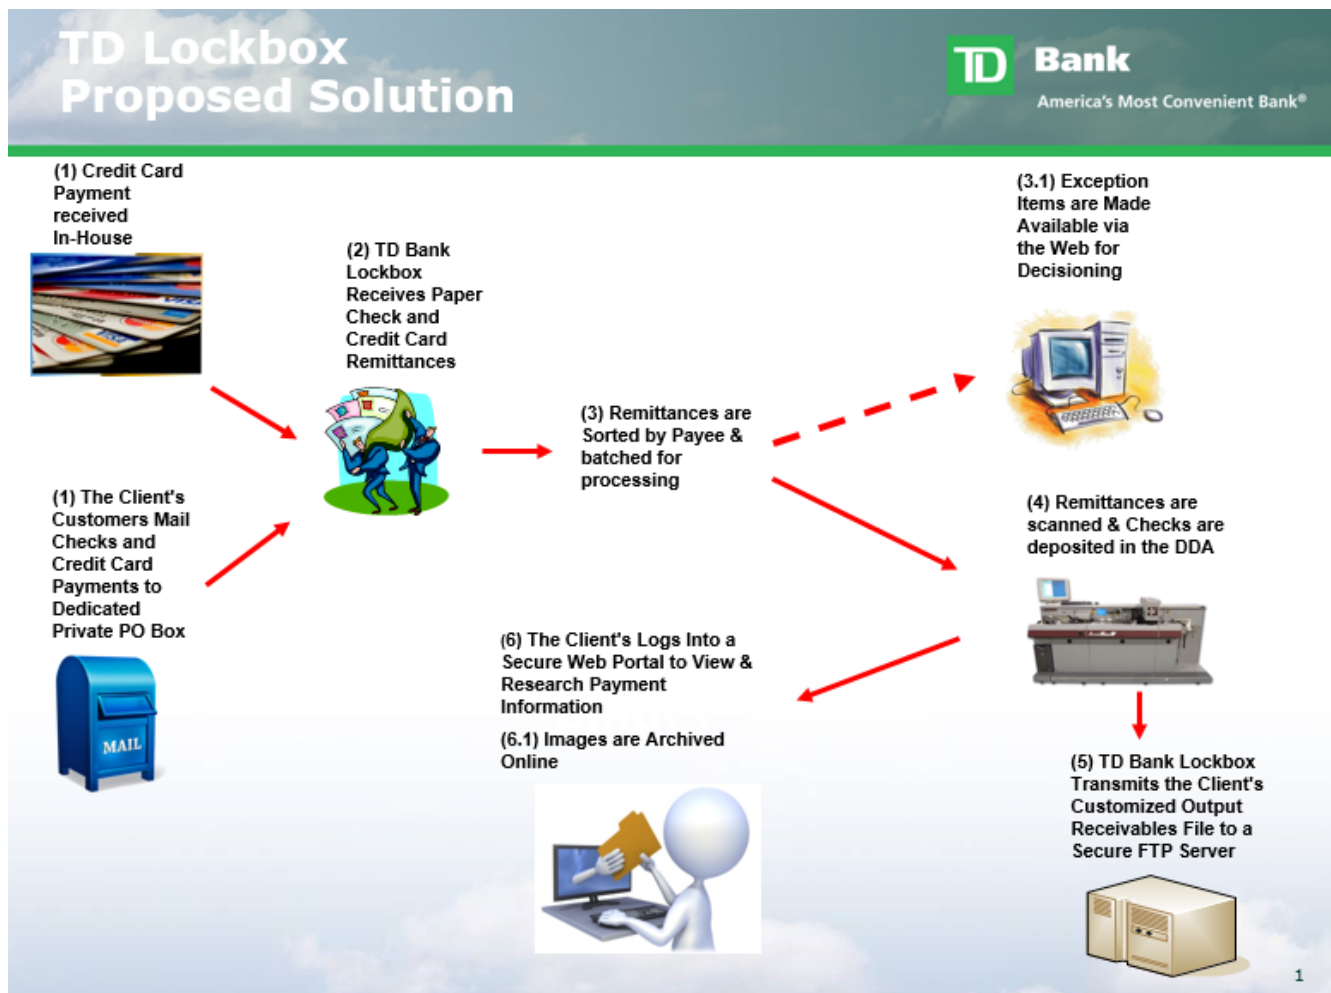 TD Lockbox
Proposed Solution
TD Bank
America's Most Convenient Bank®
(1) Credit Card
Payment
received
In-House
(1) The Client's
Customers Mail
Checks and
Credit Card
Payments to
Dedicated
Private PO Box
MAIL
(2) TD Bank
Lockbox
Receives Paper
Check and
Credit Card
Remittances
(3) Remittances are
Sorted by Payee &
batched for
processing
(3.1) Exception
Items are Made
Available via
the Web for
Decisioning
(4) Remittances are
scanned & Checks are
deposited in the DDA
(5) TD Bank Lockbox
Transmits the Client's
Customized Output
Receivables File to a
Secure FTP Server
(6) The Client's Logs Into a
Secure Web Portal to View &
Research Payment
Information
(6.1) Images are Archived
Online
VISA
VISA
1